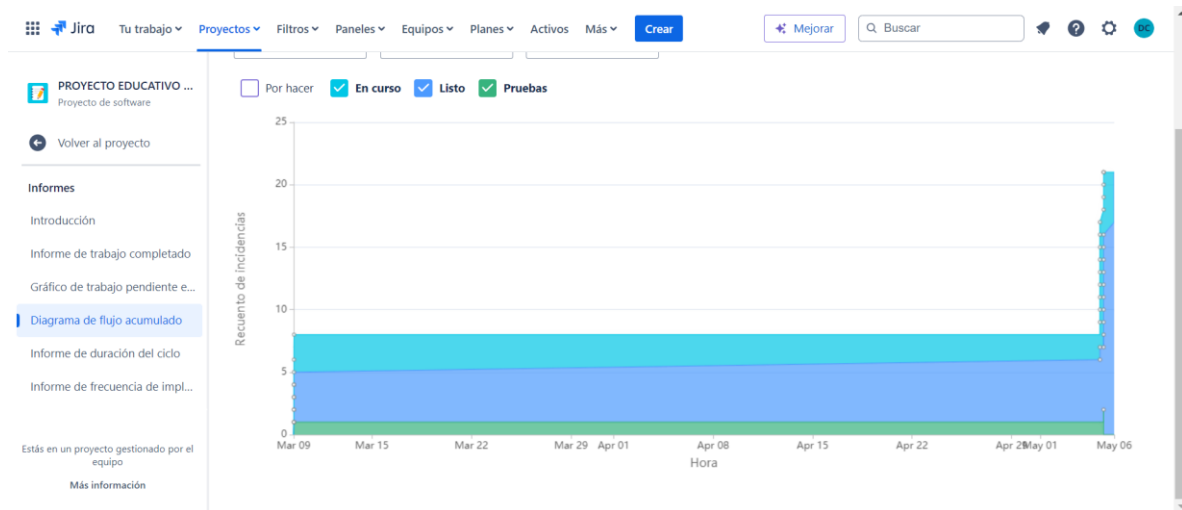 Jira Tu trabajo Proyectos Filtros Paneles Equipos Planes Activos Más Crear Mejorar Buscar DC
PROYECTO EDUCATIVO ...
Proyecto de software
Volver al proyecto
Informes
Introducción
Informe de trabajo completado
Gráfico de trabajo pendiente e...
Diagrama de flujo acumulado
Informe de duración del ciclo
Informe de frecuencia de impl...
Estás en un proyecto gestionado por el
equipo
Más información
Por hacer En curso Listo Pruebas
Recuento de incidencias
25
20
15
10
5
0
Mar 09 Mar 15 Mar 22 Mar 29 Apr 01 Apr 08 Apr 15 Apr 22 Apr 29 May 01 May 06
Hora